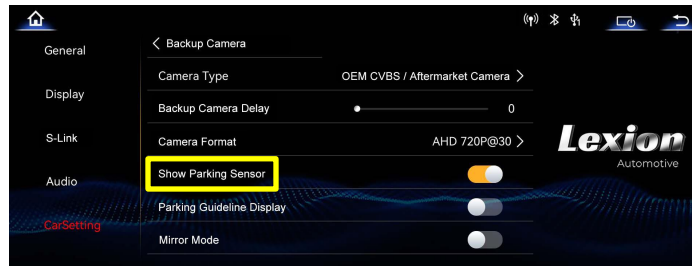 General
Display
S-Link
Audio
CarSetting
Backup Camera
Camera Type OEM CVBS / Aftermarket Camera
Backup Camera Delay 0
Camera Format AHD 720P@30
Show Parking Sensor
Parking Guideline Display
Mirror Mode
Lexion
Automotive